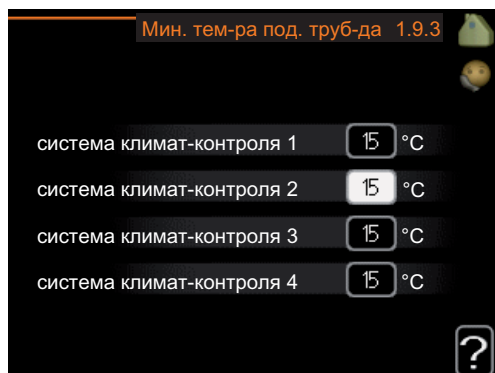 Мин. тем-ра под. труб-да 1.9.3
система климат-контроля 1 15 °C
система климат-контроля 2 15 °C
система климат-контроля 3 15 °C
система климат-контроля 4 15 °C
?